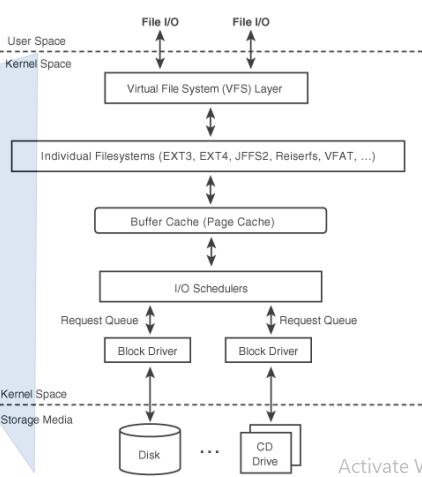 File I/O File I/O
User Space
Kernel Space
Virtual File System (VFS) Layer
Individual Filesystems (EXT3, EXT4, JFFS2, Reiserfs, VFAT, ...)
Buffer Cache (Page Cache)
I/O Schedulers
Request Queue Request Queue
Block Driver Block Driver
Kernel Space
Storage Media
Disk
...
CD
Drive
Activate